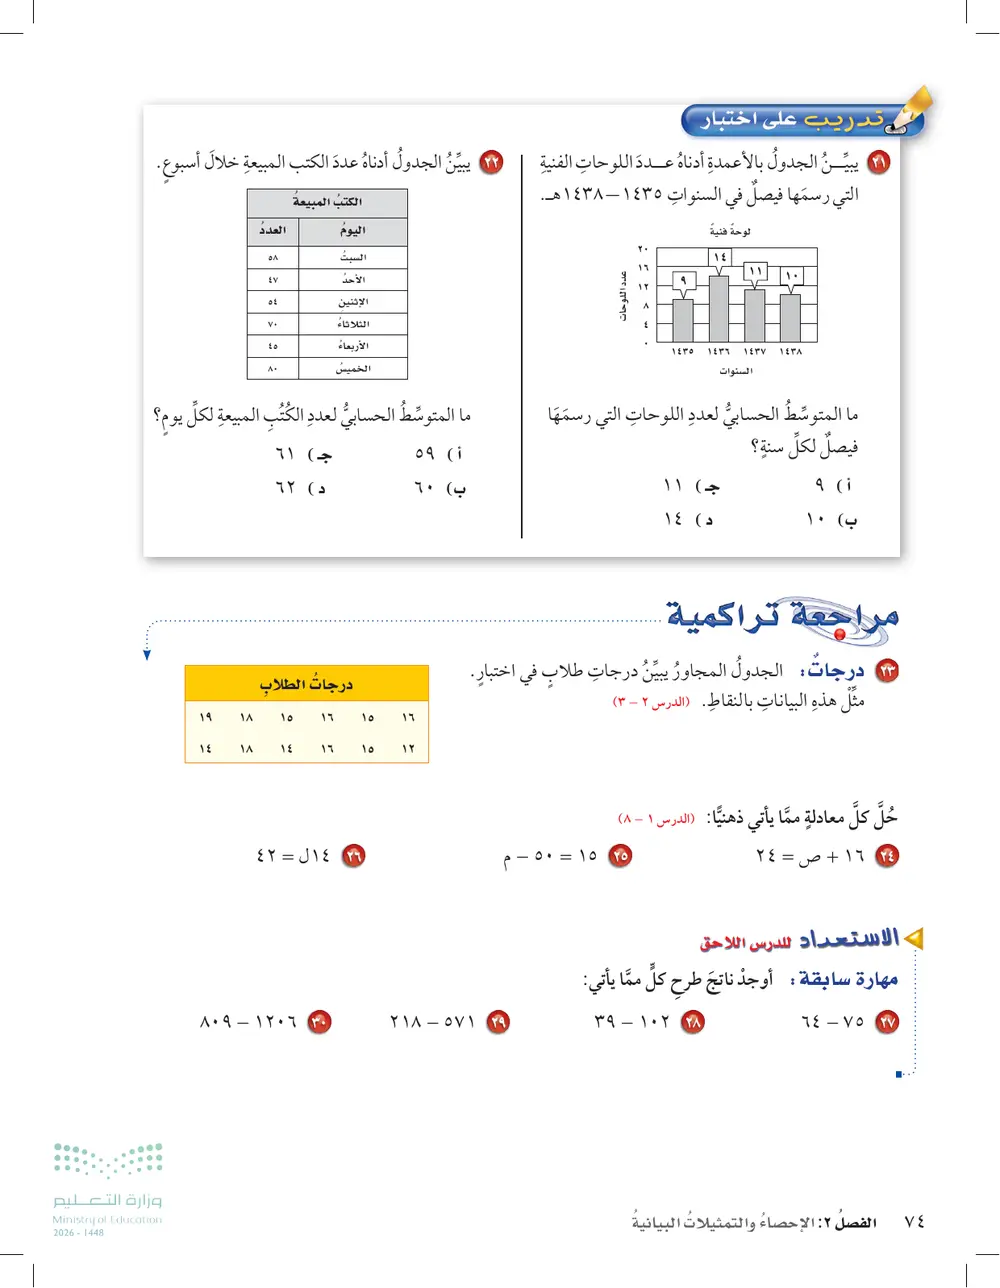 تدريب على اختبار
٢١ يبيِّـــنُ الجدولُ بالأعمدةِ أدناهُ عـــددَ اللوحاتِ الفنيةِ
التي رسمَها فيصلٌ في السنواتِ ١٤٣٥–١٤٣٨هـ.
لوحةً فنيةً
عدد اللوحات
٢٠
١٦
١٢
٨
٤
٠
٩ ١٤ ١١ ١٠
١٤٣٥ ١٤٣٦ ١٤٣٧ ١٤٣٨
السنوات
ما المتوسِّطُ الحسابيُّ لعددِ اللوحاتِ التي رسمَهَا
فيصلٌ لكلِّ سنةٍ؟
أ ) ٩ جـ ) ١١
ب) ١٠ د ) ١٤
٢٢ يبيِّنُ الجدولُ أدناهُ عددَ الكتب المبيعةِ خلالَ أسبوعٍ.
الكتبُ المبيعةُ
اليومُ العددُ
السبتُ ٥٨
الأحدُ ٤٧
الإثنينِ ٥٤
الثلاثاءُ ٧٠
الأربعاءُ ٤٥
الخميسُ ٨٠
ما المتوسِّطُ الحسابيُّ لعددِ الكُتُبِ المبيعةِ لكلِّ يومٍ؟
أ ) ٥٩ جـ ) ٦١
ب) ٦٠ د ) ٦٢
مراجعة تراكمية
٢٣ درجاتٌ: الجدولُ المجاورُ يبيِّنُ درجاتِ طلابٍ في اختبارٍ.
مثِّلْ هذهِ البياناتِ بالنقاطِ. (الدرس ٢ – ٣)
درجاتُ الطلابِ
١٦ ١٥ ١٦ ١٥ ١٨ ١٩
١٢ ١٥ ١٦ ١٤ ١٨ ١٤
حُلَّ كلَّ معادلةٍ ممَّا يأتي ذهنيًّا: (الدرس ١ – ٨)
٢٤ ١٦ + ص = ٢٤ ٢٥ ١٥ = ٥٠ – م ٢٦ ١٤ل = ٤٢
الاستعداد للدرس اللاحق
مهارة سابقة : أوجدْ ناتجَ طرحِ كلٍّ ممَّا يأتي:
٢٧ ٧٥ – ٦٤ ٢٨ ١٠٢ – ٣٩ ٢٩ ٥٧١ – ٢١٨ ٣٠ ١٢٠٦ – ٨٠٩
وزارة التعليم
Ministry of Education
2026 - 1448
٧٤ الفصلُ ٢: الإحصاءُ والتمثيلاتُ البيانيةُ